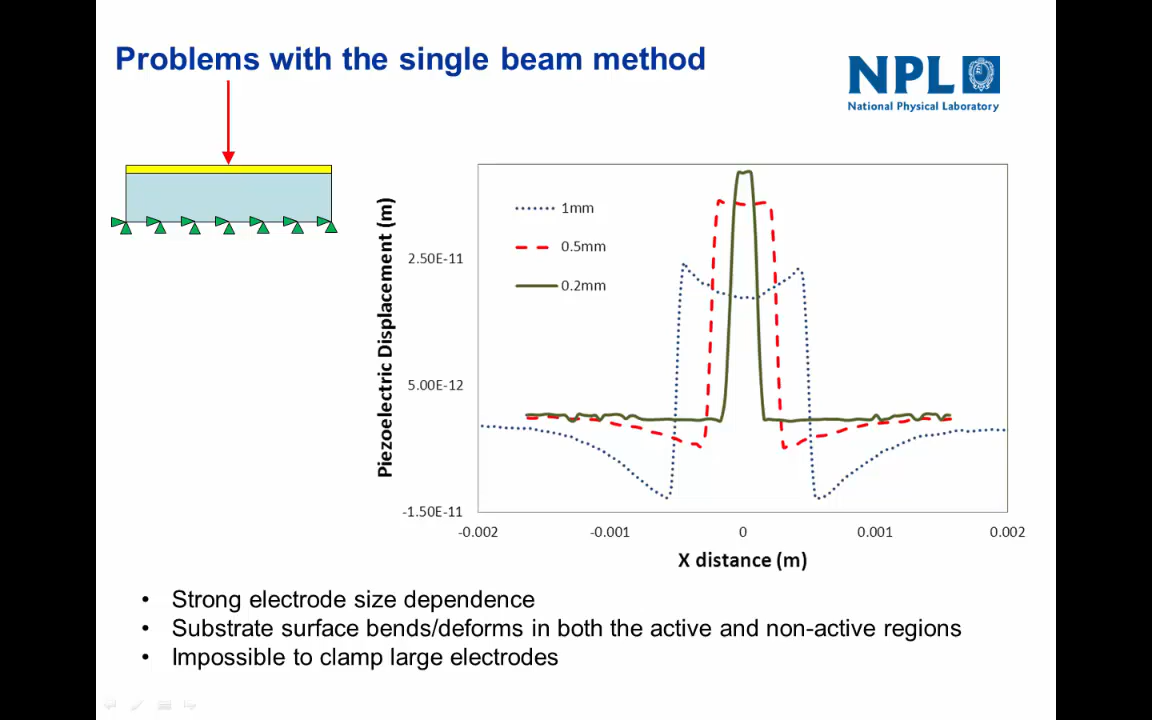 Problems with the single beam method
NPL
National Physical Laboratory
Piezoelectric Displacement (m)
1mm
0.5mm
0.2mm
2.50E-11
5.00E-12
-1.50E-11
-0.002
-0.001
0
0.001
0.002
X distance (m)
• Strong electrode size dependence
• Substrate surface bends/deforms in both the active and non-active regions
• Impossible to clamp large electrodes